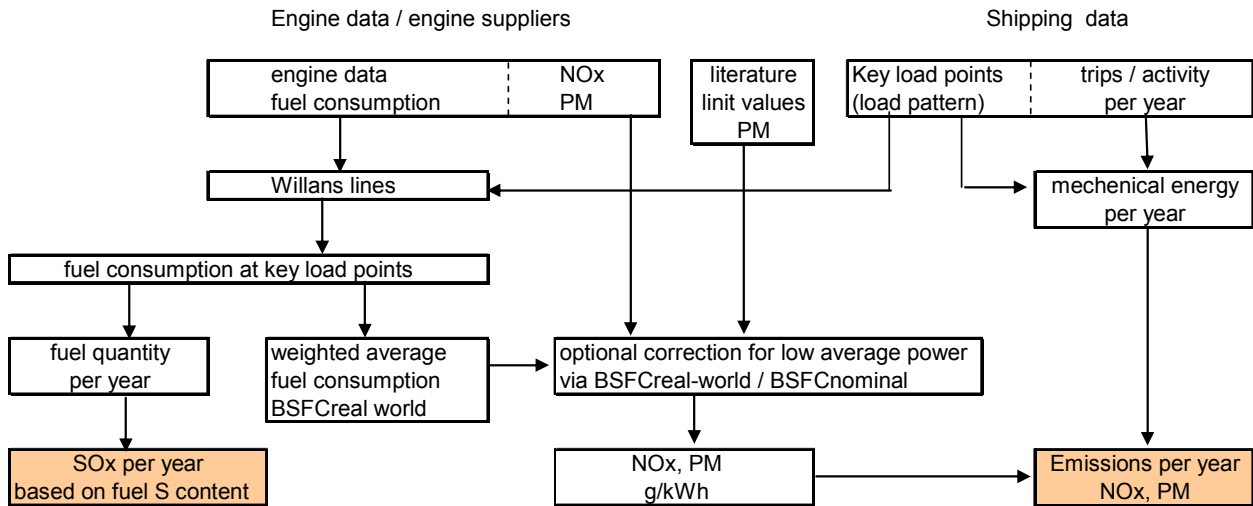 Engine data / engine suppliers
Shipping data
engine data
fuel consumption
NOx
PM
literature
linit values
PM
Key load points
(load pattern)
trips / activity
per year
Willans lines
mechenical energy
per year
fuel consumption at key load points
fuel quantity
per year
weighted average
fuel consumption
BSFCreal world
optional correction for low average power
via BSFCreal-world / BSFCnominal
SOx per year
based on fuel S content
NOx, PM
g/kWh
Emissions per year
NOx, PM